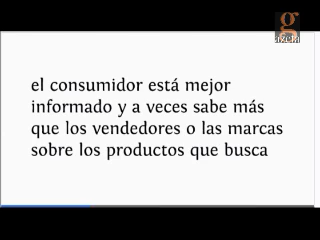 g
el consumidor está mejor
informado y a veces sabe más
que los vendedores o las marcas
sobre los productos que busca